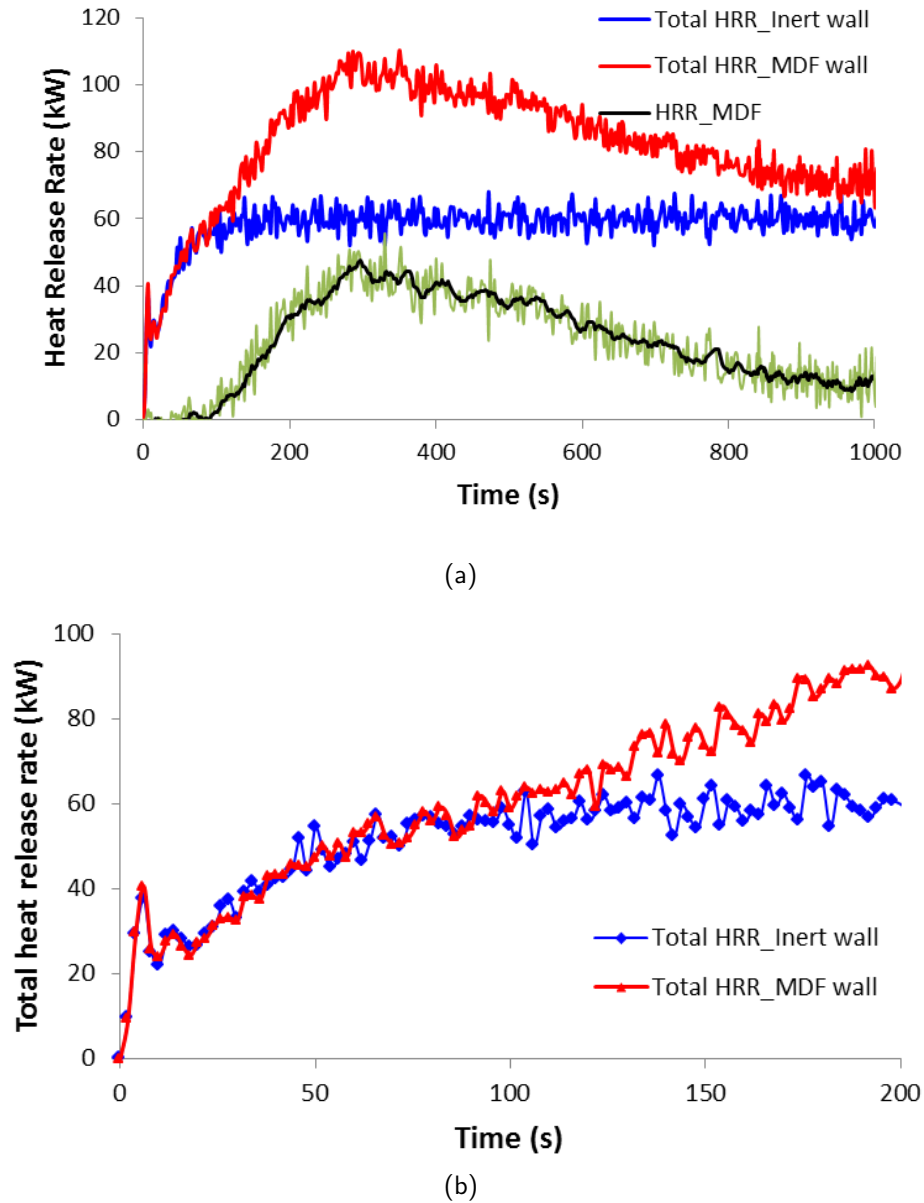 120
100
80
60
40
20
0
Heat Release Rate (kW)
Total HRR_Inert wall
Total HRR_MDF wall
HRR_MDF
0 200 400 600 800 1000
Time (s)
(a)
100
80
60
40
20
0
Total heat release rate (kW)
Total HRR_Inert wall
Total HRR_MDF wall
0 50 100 150 200
Time (s)
(b)